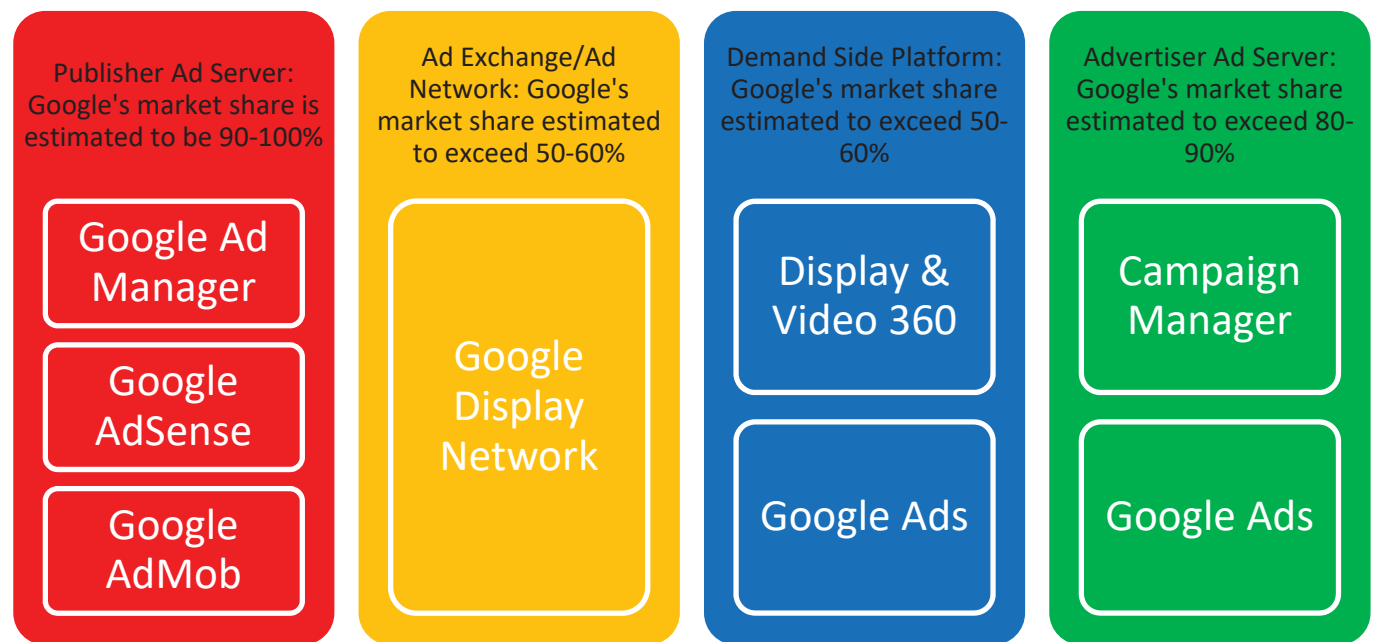 Publisher Ad Server:
Google's market share is
estimated to be 90-100%
Google Ad
Manager
Google
AdSense
Google
AdMob
Ad Exchange/Ad
Network: Google's
market share estimated
to exceed 50-60%
Google
Display
Network
Demand Side Platform:
Google's market share
estimated to exceed 50-
60%
Display &
Video 360
Google Ads
Advertiser Ad Server:
Google's market share
estimated to exceed 80-
90%
Campaign
Manager
Google Ads